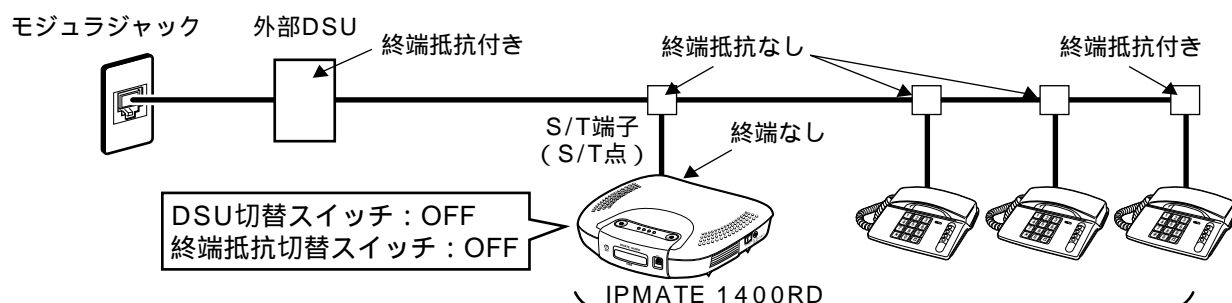 モジュラジャック
外部DSU
終端抵抗付き
終端抵抗なし
終端抵抗付き
S/T端子
（S/T点）
終端なし
DSU切替スイッチ：OFF
終端抵抗切替スイッチ：OFF
IPMATE 1400RD